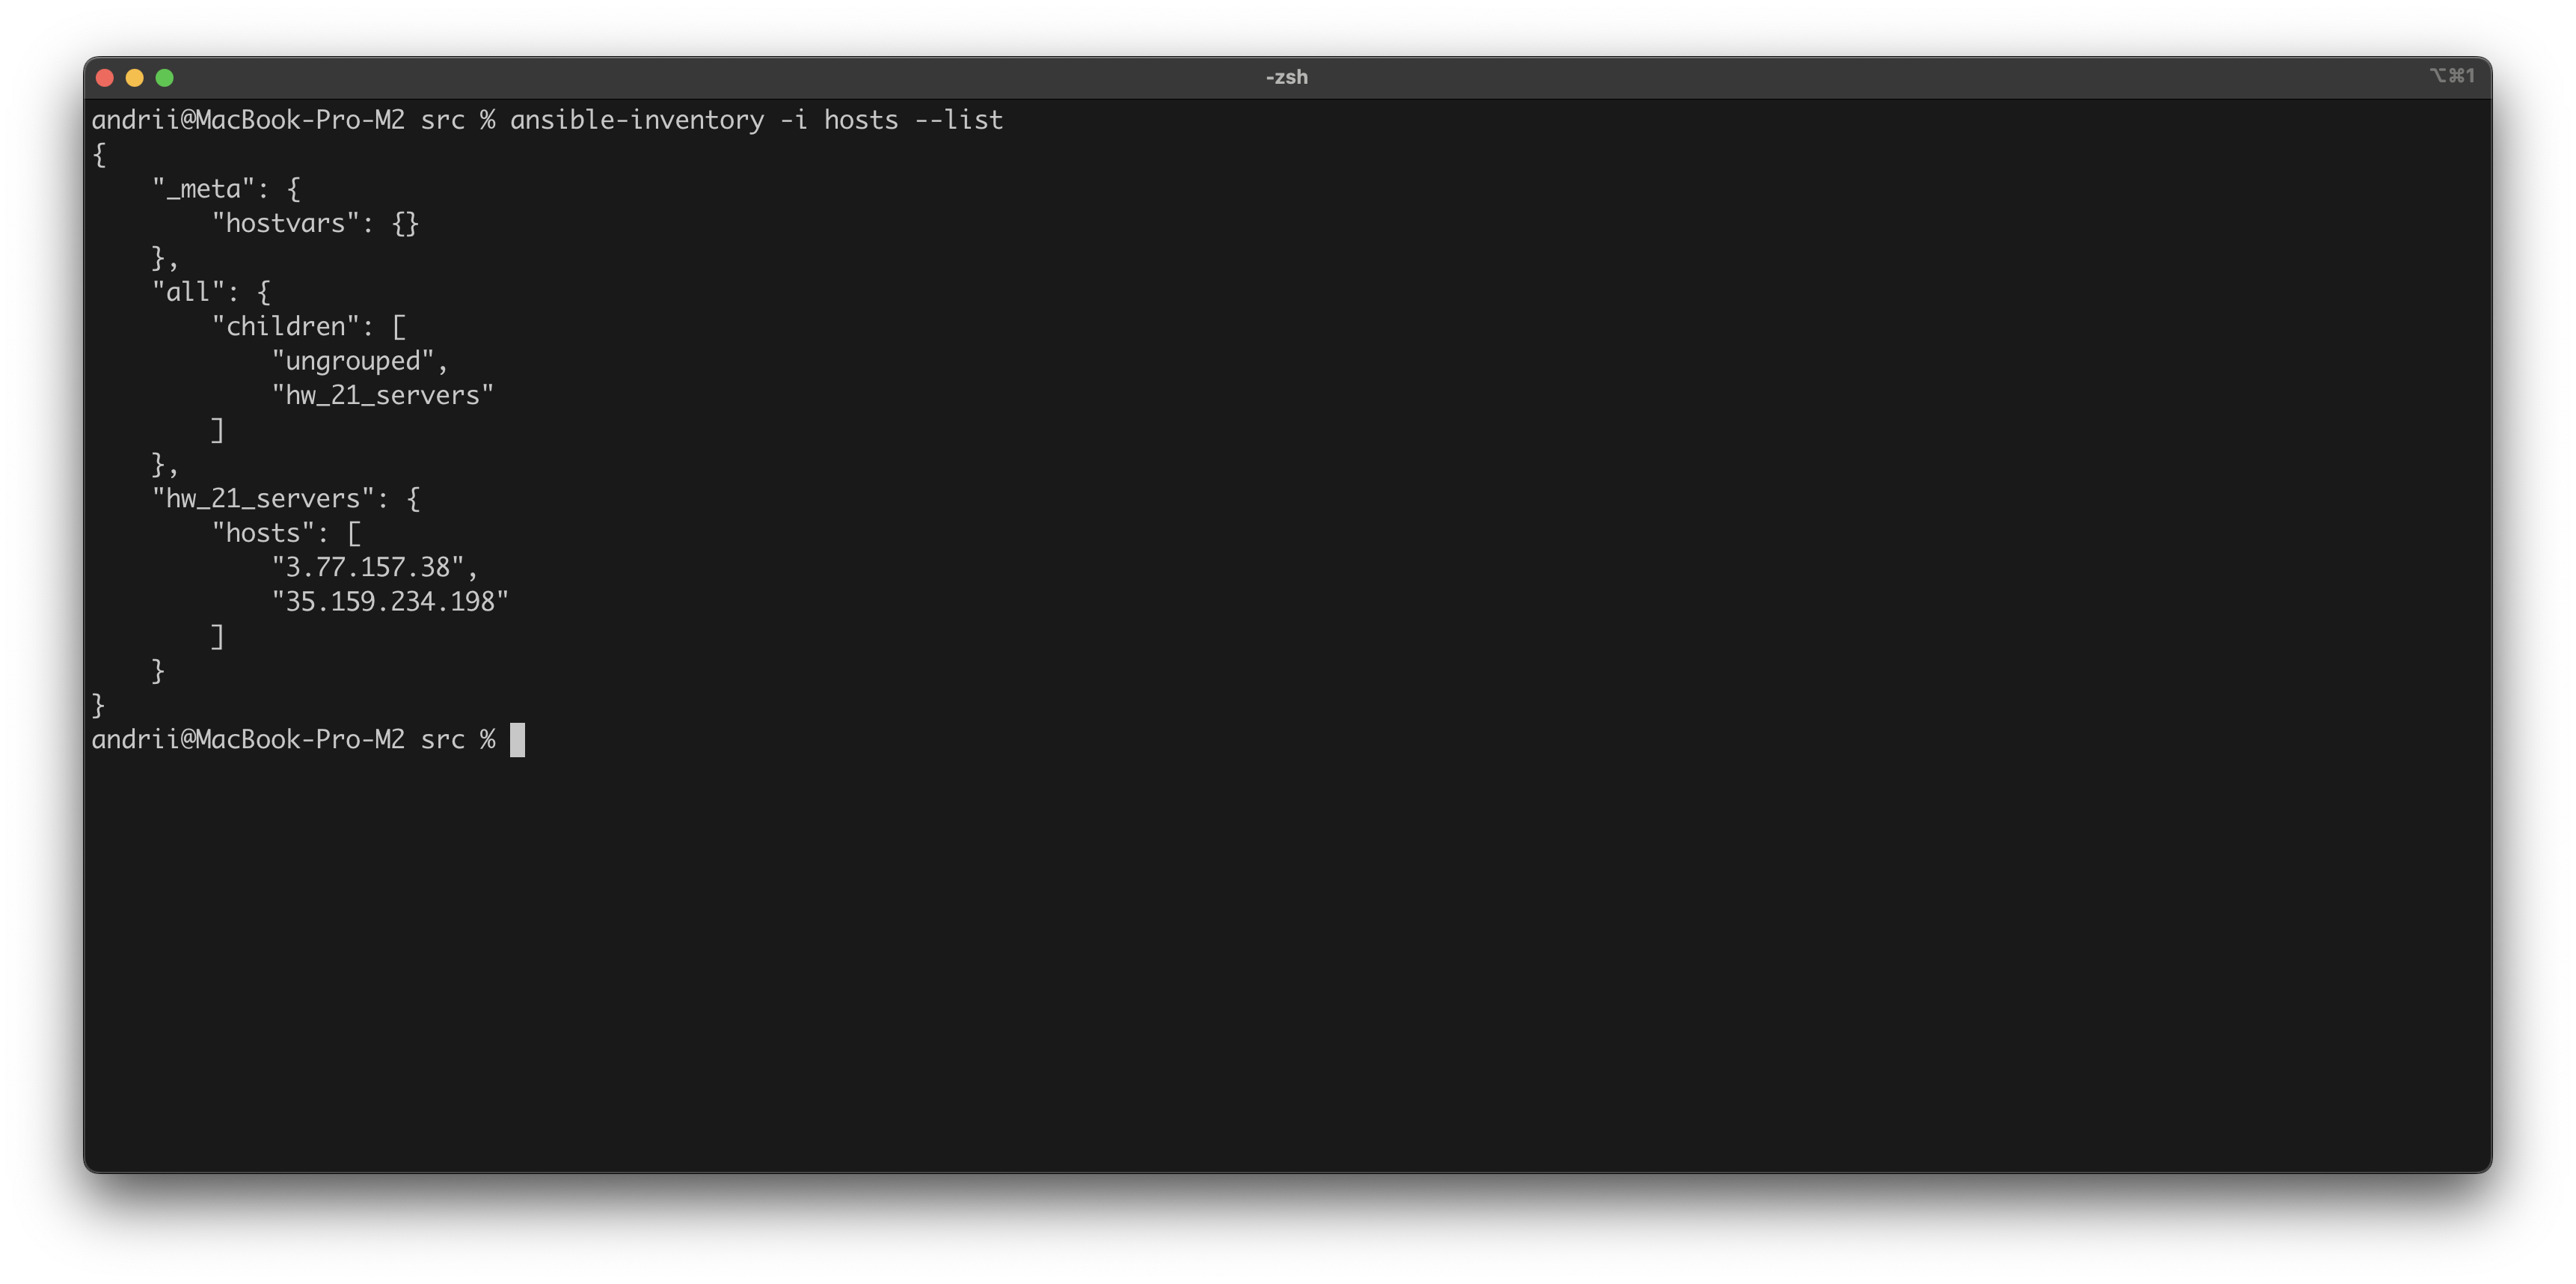 -zsh
⌥⌘1
andrii@MacBook-Pro-M2 src % ansible-inventory -i hosts --list
{
    "_meta": {
        "hostvars": {}
    },
    "all": {
        "children": [
            "ungrouped",
            "hw_21_servers"
        ]
    },
    "hw_21_servers": {
        "hosts": [
            "3.77.157.38",
            "35.159.234.198"
        ]
    }
}
andrii@MacBook-Pro-M2 src %